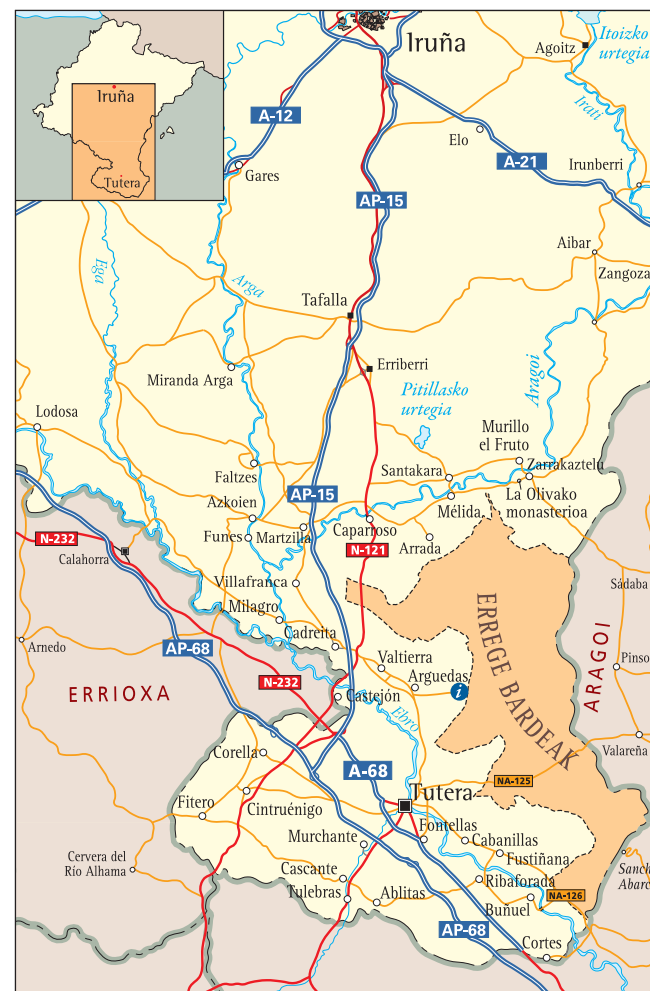 Iruña
Tutera
Iruña
Agoitz
Itoizko
urtegia
Irati
A-12
Elo
A-21
Irunberri
Gares
AP-15
Aibar
Zangoza
Ega
Arga
Tafalla
Erriberri
Miranda Arga
Pitillasko
urtegia
Aragoi
Lodosa
Murillo
el Fruto
Faltzes
Santakara
Zarrakaztelu
AP-15
La Olivako
monasterioa
Azkoien
Mélida
Funes
Martzilla
Caparroso
N-232
Calahorra
N-121
Arrada
Villafranca
Sádaba
Milagro
ERREGE BARDEAK
Cadreita
AP-68
Arnedo
Valtierra
ARAGOI
Pinso
Arguedas
i
ERRIOXA
N-232
Castejón
Ebro
Corella
Valareña
A-68
NA-125
Tutera
Fitero
Cintruénigo
Fontellas
Murchante
Cabanillas
Cervera del
Río Alhama
Fustiñana
Cascante
Sanch
Abarc
Tulebras
Ablitas
Ribaforada
NA-126
Buñuel
AP-68
Cortes